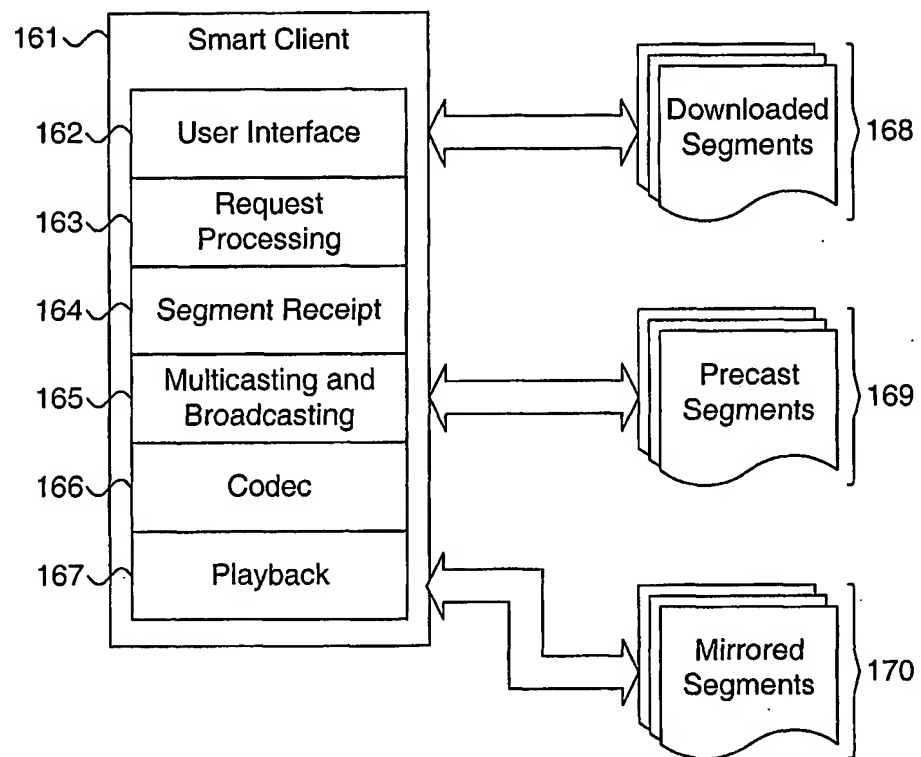 161 Smart Client
162 User Interface
163 Request
Processing
164 Segment Receipt
165 Multicasting and
Broadcasting
166 Codec
167 Playback
Downloaded
Segments 168
Precast
Segments 169
Mirrored
Segments 170